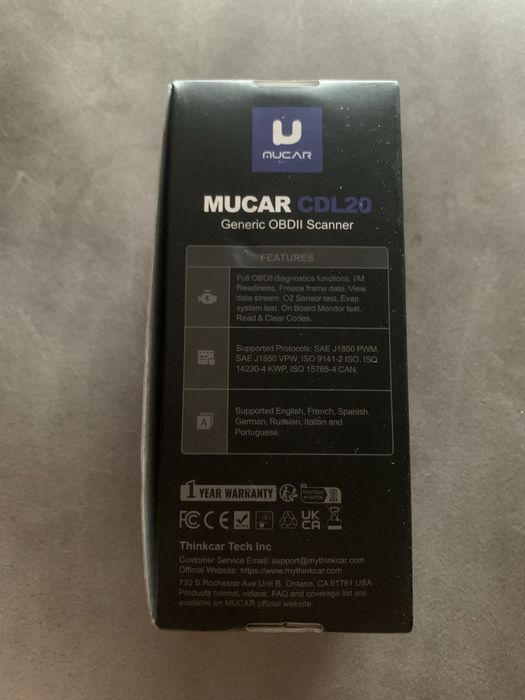 MUCAR
MUCAR CDL20
Generic OBDII Scanner
FEATURES
Full OBDII diagnostics functions, I/M
Readiness, Freeze frame date, View
data stream, O2 Sensor test, Evap
system test, On Board Monitor test,
Read & Clear Codes.
Supported Protocols: SAE J1850 PWM,
SAE J1850 VPW, ISO 9141-2 ISO, ISO
14230-4 KWP, ISO 15765-4 CAN.
A
Supported English, French, Spanish,
German, Russian, Italian and
Portuguese.
1 YEAR WARRANTY
FC CE UK CA
Thinkcar Tech Inc
Customer Service Email: support@mythinkcar.com
Official Website: https://www.mythinkcar.com
720 S Rochester Ave Unit B, Ontario, CA 91761 USA
Products tutorial, videos, FAQ and coverage list are
available on MUCAR official website.